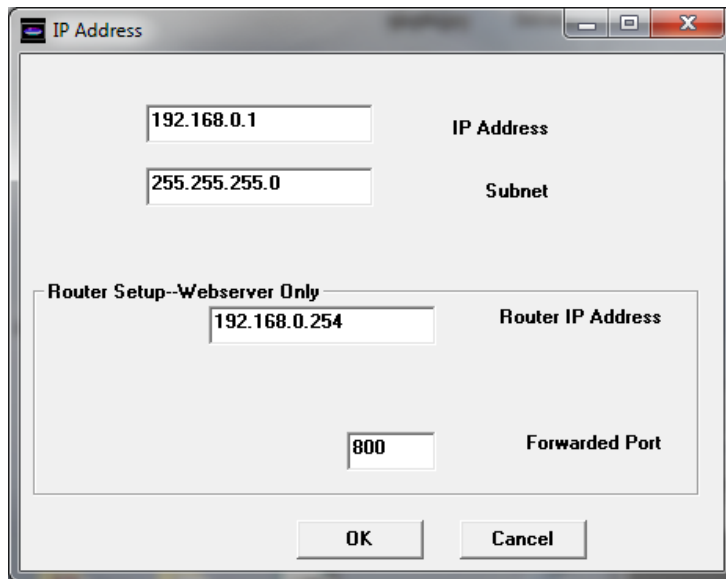 IP Address
192.168.0.1 IP Address
255.255.255.0 Subnet
Router Setup--Webserver Only
192.168.0.254 Router IP Address
800 Forwarded Port
OK Cancel